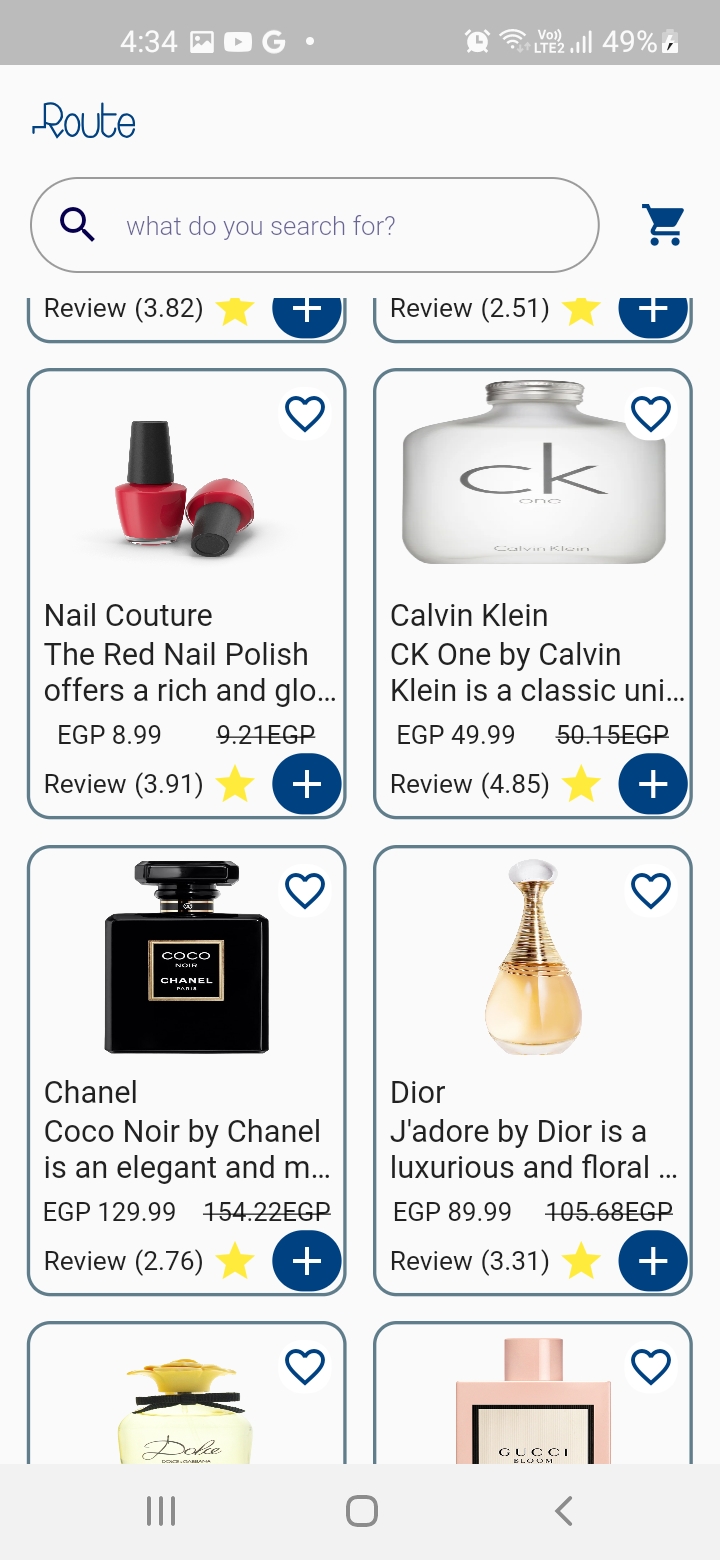 4:34
Vo))
LTE2
49%
Route
what do you search for?
Review (3.82)
Review (2.51)
ck
one
Calvin Klein
Nail Couture
The Red Nail Polish
offers a rich and glo...
EGP 8.99 9.21EGP
Review (3.91)
Calvin Klein
CK One by Calvin
Klein is a classic uni...
EGP 49.99 50.15EGP
Review (4.85)
COCO
NOIR
CHANEL
PARIS
Chanel
Coco Noir by Chanel
is an elegant and m...
EGP 129.99 154.22EGP
Review (2.76)
Dior
J'adore by Dior is a
luxurious and floral ...
EGP 89.99 105.68EGP
Review (3.31)
Dolce
DOLCE & GABBANA
GUCCI
BLOOM